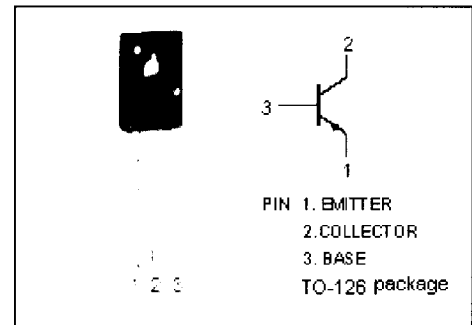 2
3
1
PIN 1. EMITTER
2.COLLECTOR
3. BASE
TO-126 package
1 2 3